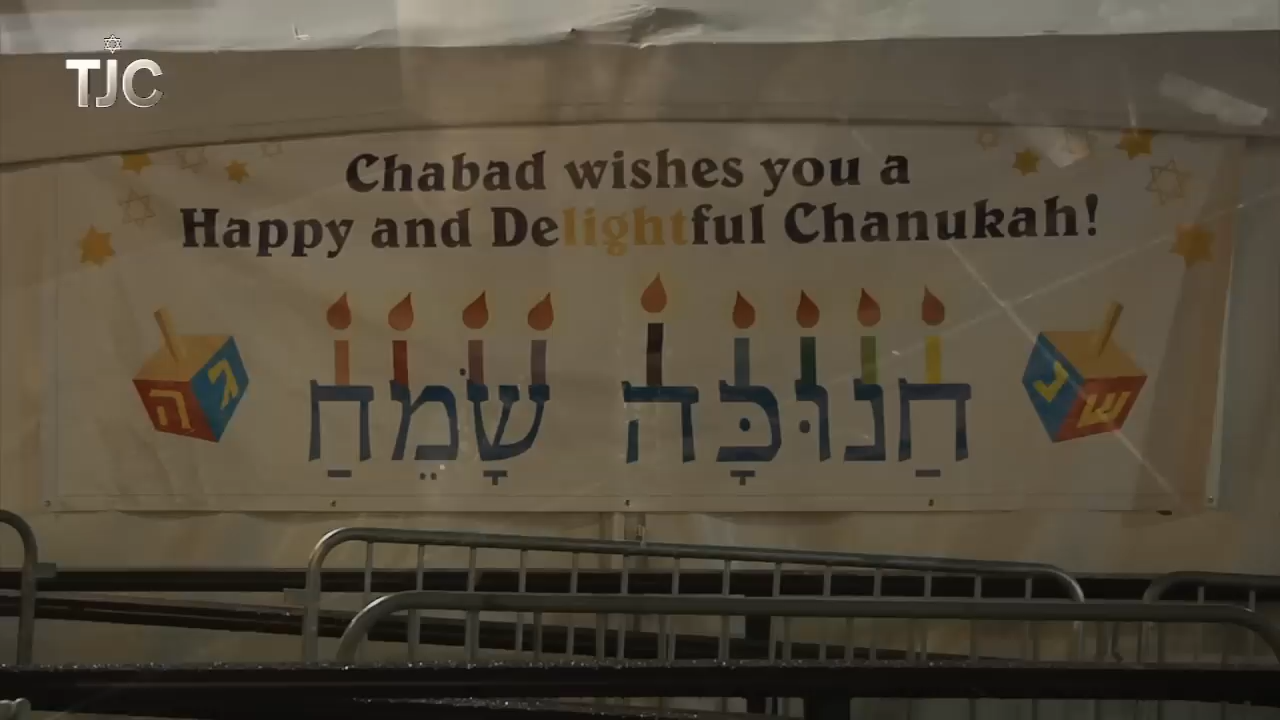 TJC
Chabad wishes you a
Happy and Delightful Chanukah!
חַנוּכָּה שָׂמֵחַ
ה ג
נ ש